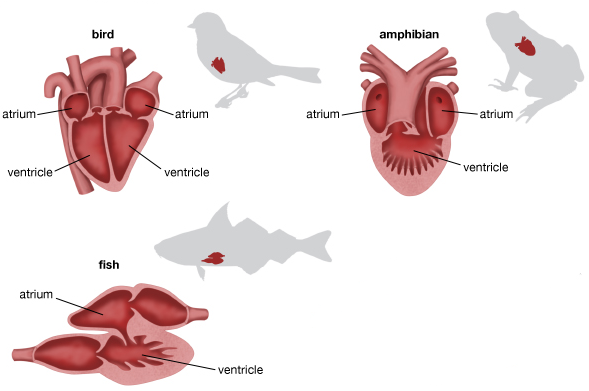 bird
atrium
atrium
ventricle
ventricle
amphibian
atrium
atrium
ventricle
fish
atrium
ventricle